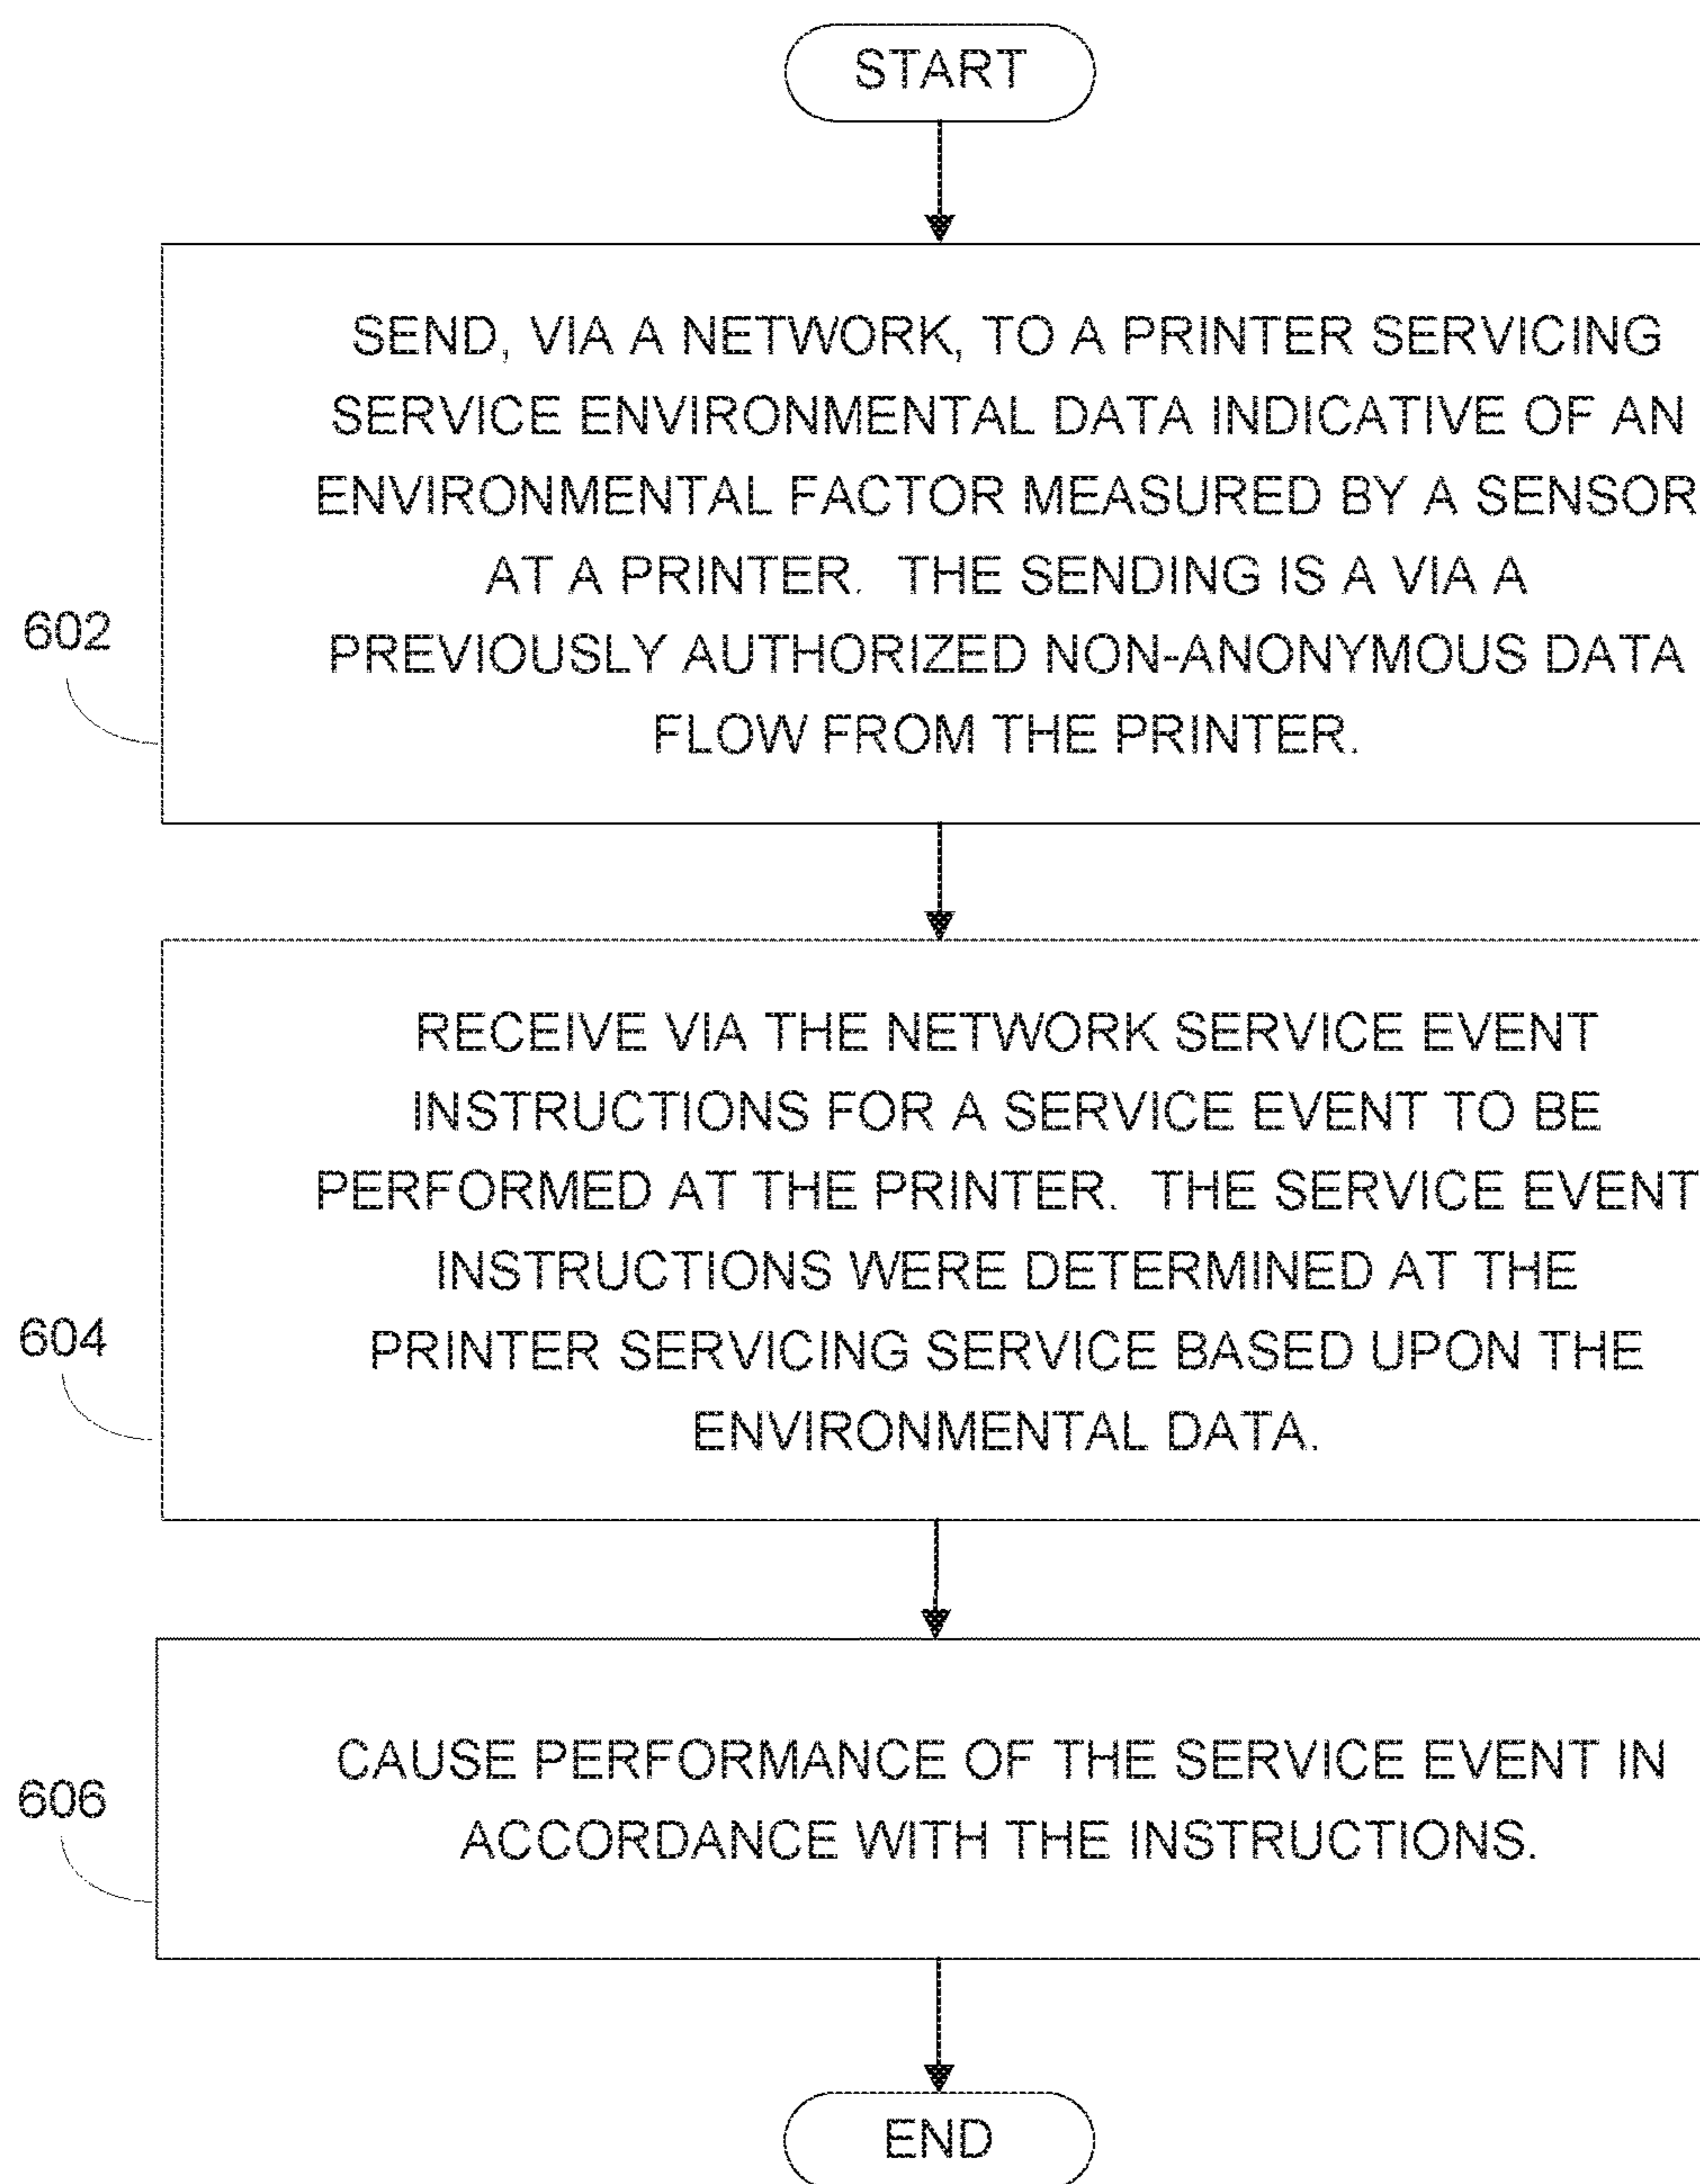 START
SEND, VIA A NETWORK, TO A PRINTER SERVICING
SERVICE ENVIRONMENTAL DATA INDICATIVE OF AN
ENVIRONMENTAL FACTOR MEASURED BY A SENSOR
AT A PRINTER. THE SENDING IS A VIA A
PREVIOUSLY AUTHORIZED NON-ANONYMOUS DATA
FLOW FROM THE PRINTER.
602
RECEIVE VIA THE NETWORK SERVICE EVENT
INSTRUCTIONS FOR A SERVICE EVENT TO BE
PERFORMED AT THE PRINTER. THE SERVICE EVENT
INSTRUCTIONS WERE DETERMINED AT THE
PRINTER SERVICING SERVICE BASED UPON THE
ENVIRONMENTAL DATA.
604
CAUSE PERFORMANCE OF THE SERVICE EVENT IN
ACCORDANCE WITH THE INSTRUCTIONS.
606
END